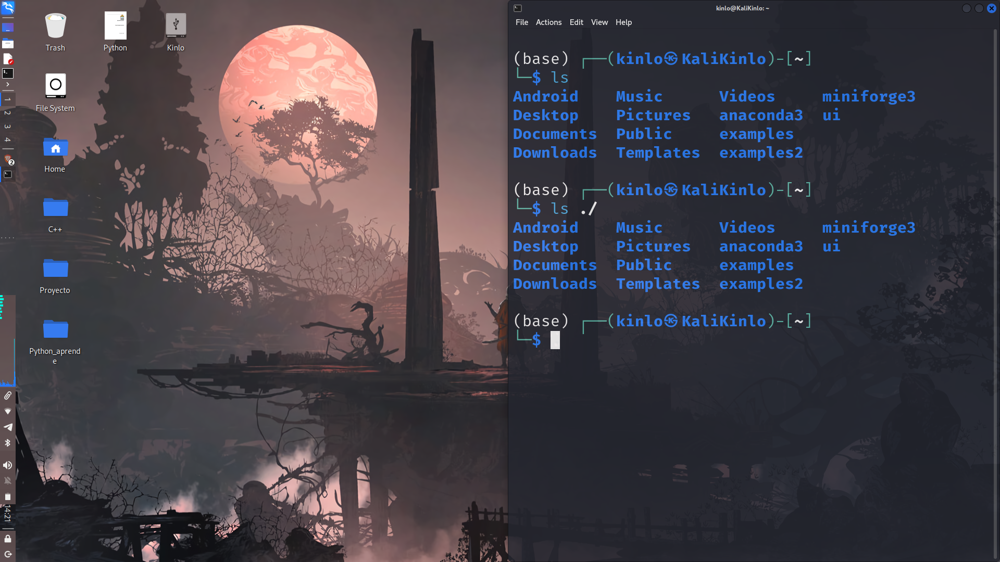 Trash
Python
Kinlo
File System
Home
C++
Proyecto
Python_aprend
e
1
2
3
4
2
14:21
kinlo@KaliKinlo: ~
File Actions Edit View Help
(base) ┌──(kinlo㉿KaliKinlo)-[~]
└─$ ls
Android Music Videos miniforge3
Desktop Pictures anaconda3 ui
Documents Public examples
Downloads Templates examples2
(base) ┌──(kinlo㉿KaliKinlo)-[~]
└─$ ls ./
Android Music Videos miniforge3
Desktop Pictures anaconda3 ui
Documents Public examples
Downloads Templates examples2
(base) ┌──(kinlo㉿KaliKinlo)-[~]
└─$